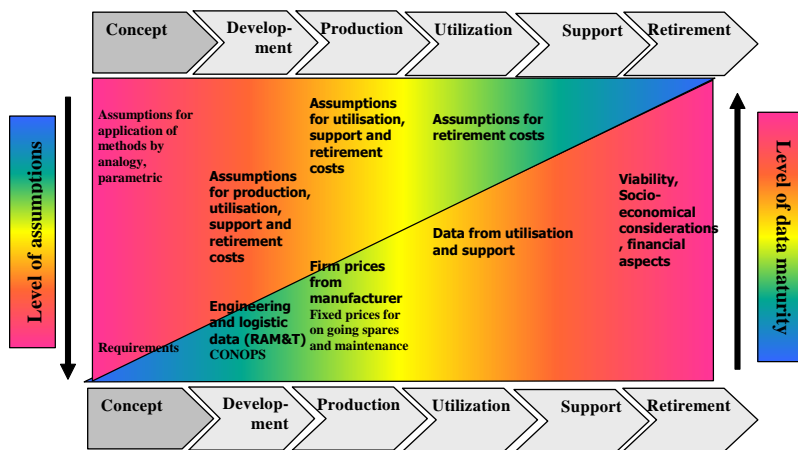 Concept
Develop-
ment
Production
Utilization
Support
Retirement
Level of assumptions
Assumptions for
application of
methods by
analogy,
parametric
Assumptions
for production,
utilisation,
support and
retirement
costs
Assumptions
for utilisation,
support and
retirement
costs
Assumptions for
retirement costs
Viability,
Socio-
economical
considerations
, financial
aspects
Level of data maturity
Data from utilisation
and support
Firm prices
from
manufacturer
Fixed prices for
on going spares
and maintenance
Engineering
and logistic
data (RAM&T)
CONOPS
Requirements
Concept
Develop-
ment
Production
Utilization
Support
Retirement